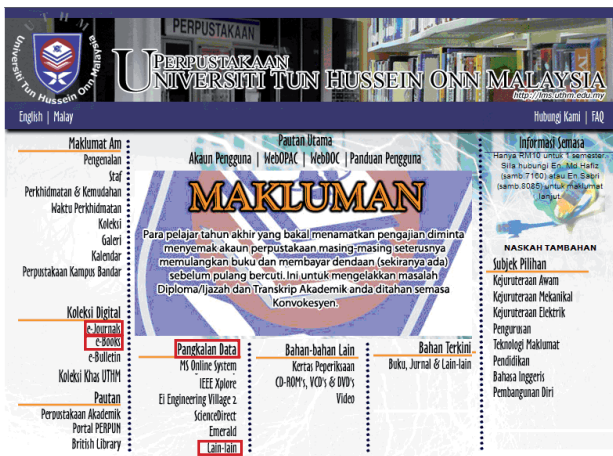 UTHM
Universiti Tun Hussein Onn Malaysia
PERPUSTAKAAN
PERPUSTAKAAN
UNIVERSITI TUN HUSSEIN ONN MALAYSIA
http://lms.uthm.edu.my
English | Malay
Hubungi Kami | FAQ
Maklumat Am
Pengenalan
Staf
Perkhidmatan & Kemudahan
Waktu Perkhidmatan
Koleksi
Galeri
Kalendar
Perpustakaan Kampus Bandar
Koleksi Digital
e-Journals
e-Books
e-Bulletin
Koleksi Khas UTHM
Pautan
Perpustakaan Akademik
Portal PERPUN
British Library
Pautan Utama
Akaun Pengguna | WebOPAC | WebDOC | Panduan Pengguna
MAKLUMAN
Para pelajar tahun akhir yang bakal menamatkan pengajian diminta
menyemak akaun perpustakaan masing-masing seterusnya
memulangkan buku dan membayar dendaan (sekiranya ada)
sebelum pulang bercuti. Ini untuk mengelakkan masalah
Diploma/Ijazah dan Transkrip Akademik anda ditahan semasa
Konvokesyen.
Pangkalan Data
MS Online System
IEEE Xplore
Ei Engineering Village 2
ScienceDirect
Emerald
Lain-lain
Bahan-bahan Lain
Kertas Peperiksaan
CD-ROM's, VCD's & DVD's
Video
Bahan Terkini
Buku, Jurnal & Lain-lain
Informasi Semasa
Hanya RM10 untuk 1 semester.
Sila hubungi En. Md Hafiz
(samb.7160) atau En Sabri
(samb.8085) untuk maklumat
lanjut.
NASKAH TAMBAHAN
Subjek Pilihan
Kejuruteraan Awam
Kejuruteraan Mekanikal
Kejuruteraan Elektrik
Pengurusan
Teknologi Maklumat
Pendidikan
Bahasa Inggeris
Pembangunan Diri